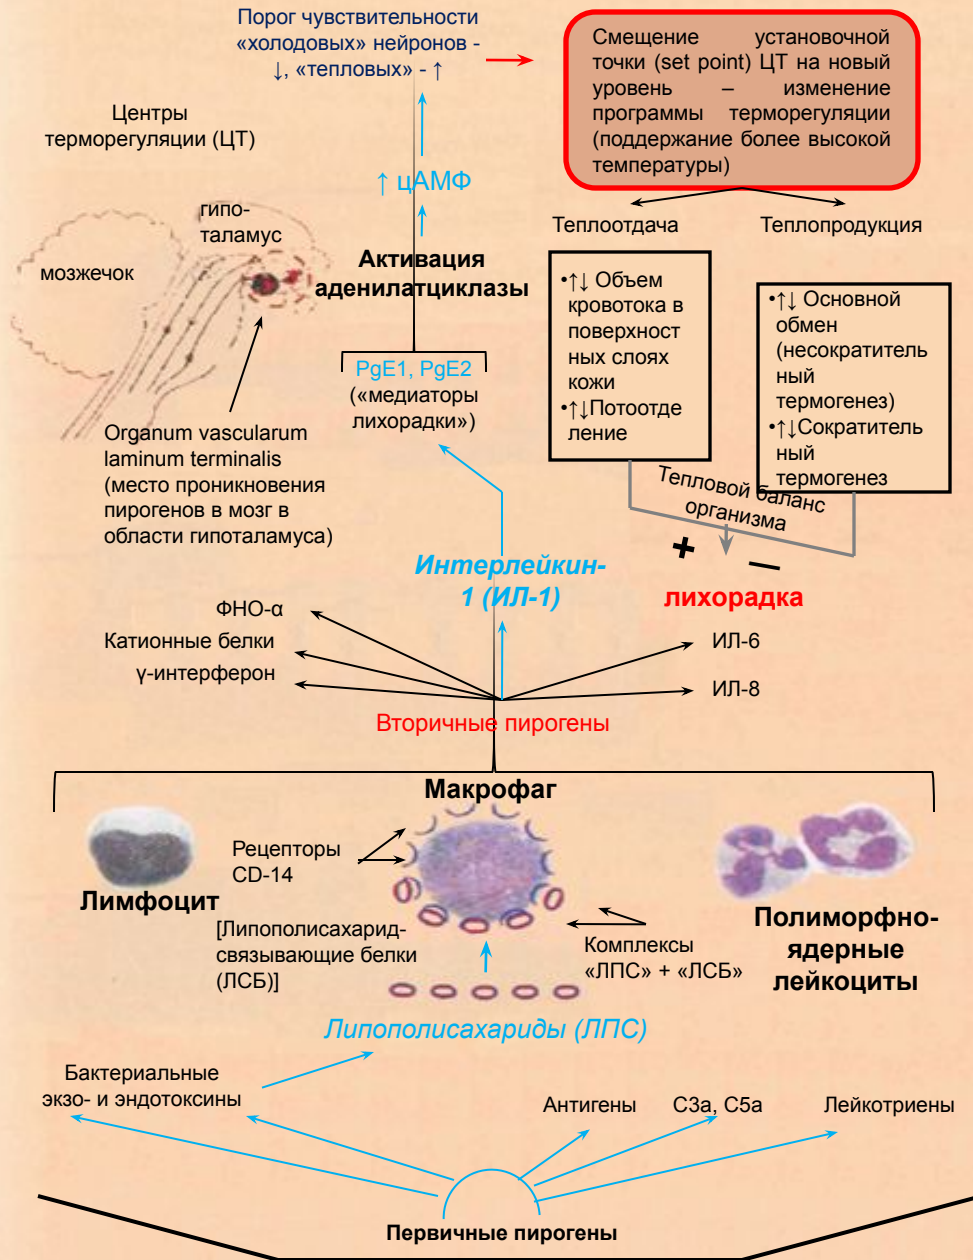 Порог чувствительности
«холодовых» нейронов -
↓, «тепловых» - ↑
Смещение установочной
точки (set point) ЦТ на новый
уровень – изменение
программы терморегуляции
(поддержание более высокой
температуры)
Центры
терморегуляции (ЦТ)
↑ цАМФ
гипо-
таламус
мозжечок
Активация
аденилатциклазы
Теплоотдача
Теплопродукция
•↑↓ Объем
кровотока в
поверхност
ных слоях
кожи
•↑↓Потоотде
ление
•↑↓ Основной
обмен
(несократитель
ный
термогенез)
•↑↓Сократитель
ный
термогенез
PgE1, PgE2
(«медиаторы
лихорадки»)
Organum vascularum
laminum terminalis
(место проникновения
пирогенов в мозг в
области гипоталамуса)
Тепловой баланс
организма
+ —
Интерлейкин-
1 (ИЛ-1)
лихорадка
ФНО-α
Катионные белки
γ-интерферон
ИЛ-6
ИЛ-8
Вторичные пирогены
Макрофаг
Рецепторы
CD-14
Лимфоцит
[Липополисахарид-
связывающие белки
(ЛСБ)]
Комплексы
«ЛПС» + «ЛСБ»
Полиморфно-
ядерные
лейкоциты
Липополисахариды (ЛПС)
Бактериальные
экзо- и эндотоксины
Антигены
С3а, С5а
Лейкотриены
Первичные пирогены